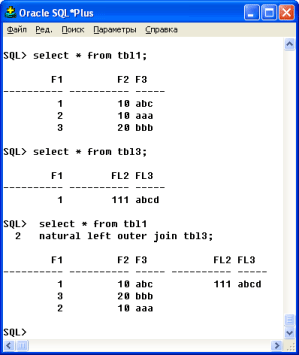 Oracle SQL*Plus
Файл Ред. Поиск Параметры Справка
SQL> select * from tbl1;
F1 F2 F3
---------- ---------- -----
1 10 abc
2 10 aaa
3 20 bbb
SQL> select * from tbl3;
F1 FL2 FL3
---------- ---------- -----
1 111 abcd
SQL> select * from tbl1
2 natural left outer join tbl3;
F1 F2 F3 FL2 FL3
---------- ---------- ----- ---------- -----
1 10 abc 111 abcd
3 20 bbb
2 10 aaa
SQL>